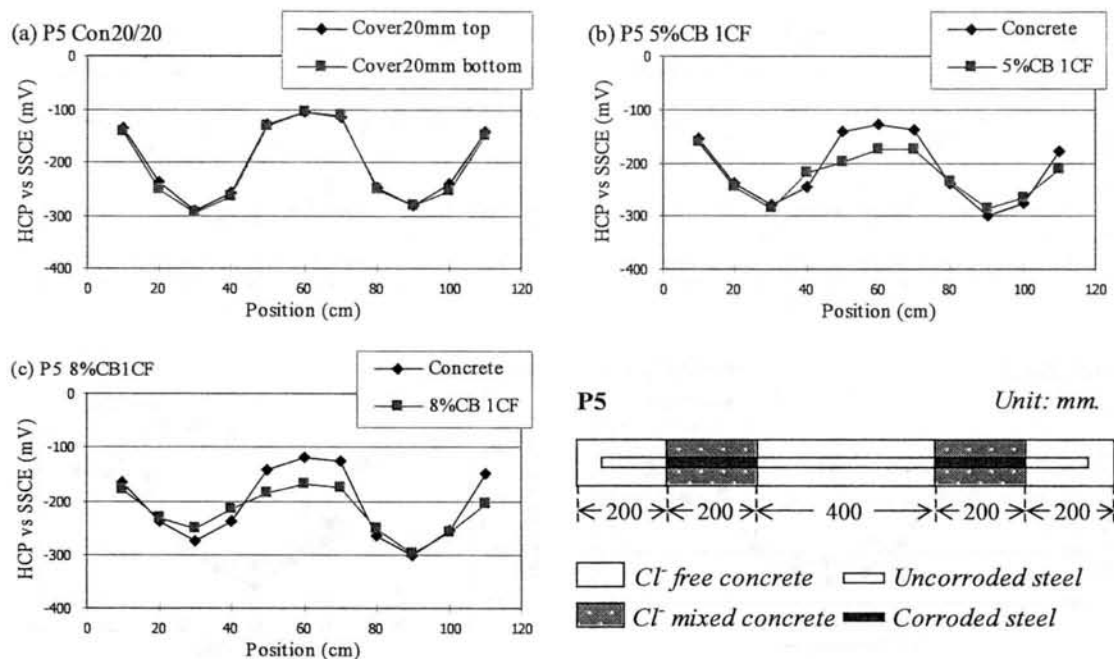 (a) P5 Con20/20
Cover20mm top
Cover20mm bottom
HCP vs SSCE (mV)
0
-100
-200
-300
-400
0 20 40 60 80 100 120
Position (cm)
(b) P5 5%CB 1CF
Concrete
5%CB 1CF
HCP vs SSCE (mV)
0
-100
-200
-300
-400
0 20 40 60 80 100 120
Position (cm)
(c) P5 8%CB1CF
Concrete
8%CB 1CF
HCP vs SSCE (mV)
0
-100
-200
-300
-400
0 20 40 60 80 100 120
Position (cm)
P5 Unit: mm.
200 200 400 200 200
Cl⁻ free concrete Uncorroded steel
Cl⁻ mixed concrete Corroded steel